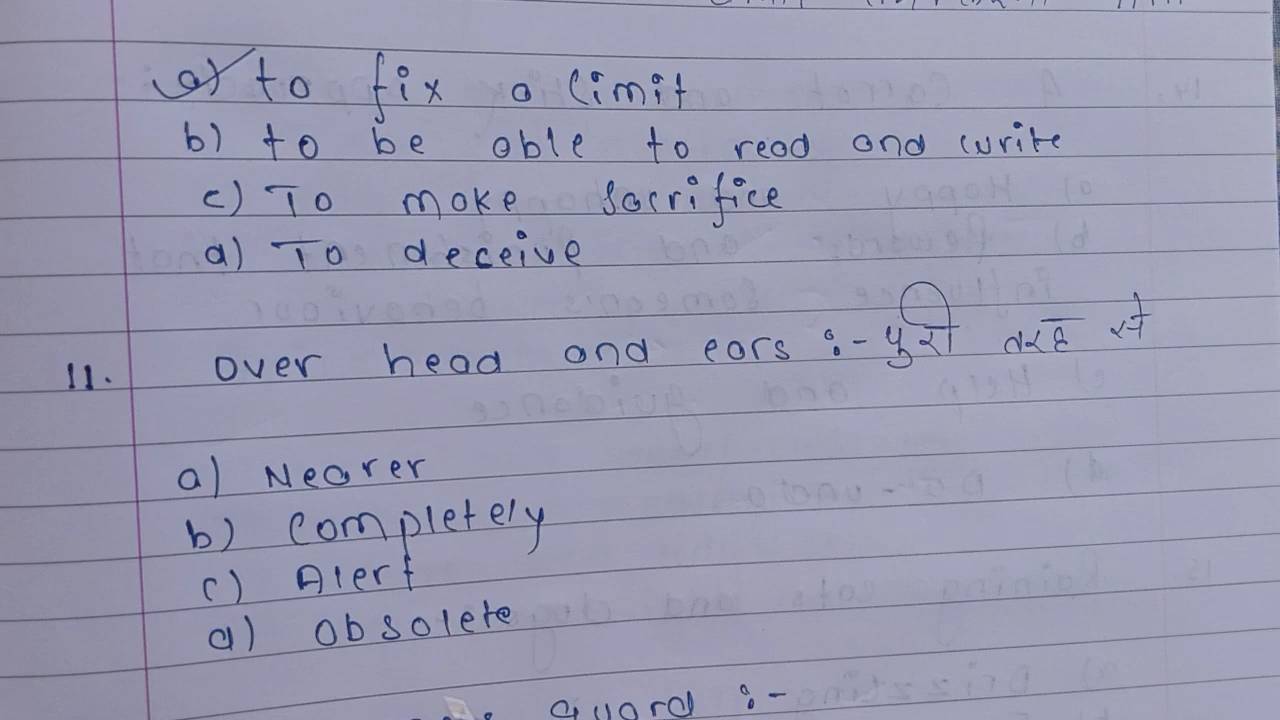 a) to fix a limit
b) to be able to read and write
c) To make sacrifice
d) To deceive
11. over head and ears :- पुरी तरह से
a) Nearer
b) Completely
c) Alert
d) Obsolete
guard :-